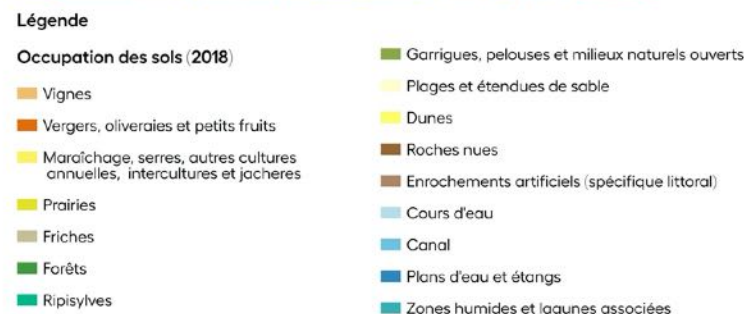 Légende
Occupation des sols (2018)
Vignes
Vergers, oliveraies et petits fruits
Maraîchage, serres, autres cultures
annuelles, intercultures et jacheres
Prairies
Friches
Forêts
Ripisylves
Garrigues, pelouses et milieux naturels ouverts
Plages et étendues de sable
Dunes
Roches nues
Enrochements artificiels (spécifique littoral)
Cours d'eau
Canal
Plans d'eau et étangs
Zones humides et lagunes associées